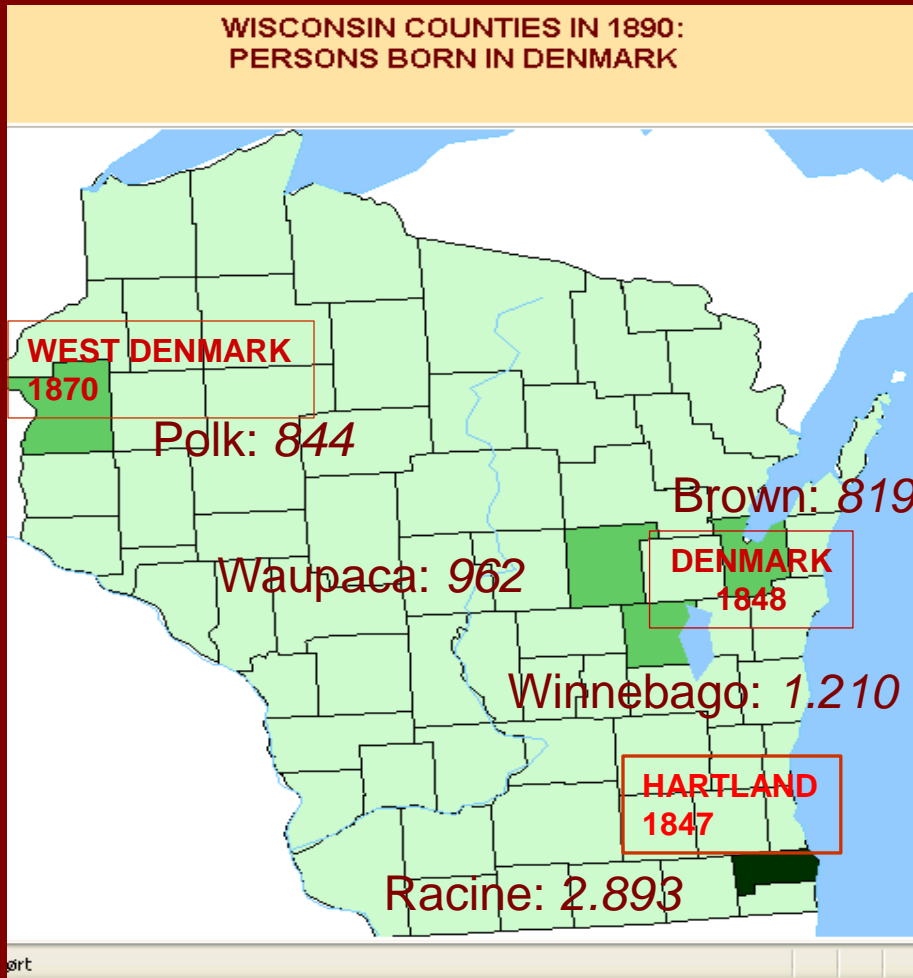 WISCONSIN COUNTIES IN 1890:
PERSONS BORN IN DENMARK
WEST DENMARK
1870
Polk: 844
Brown: 819
Waupaca: 962
DENMARK
1848
Winnebago: 1.210
HARTLAND
1847
Racine: 2.893
ørt